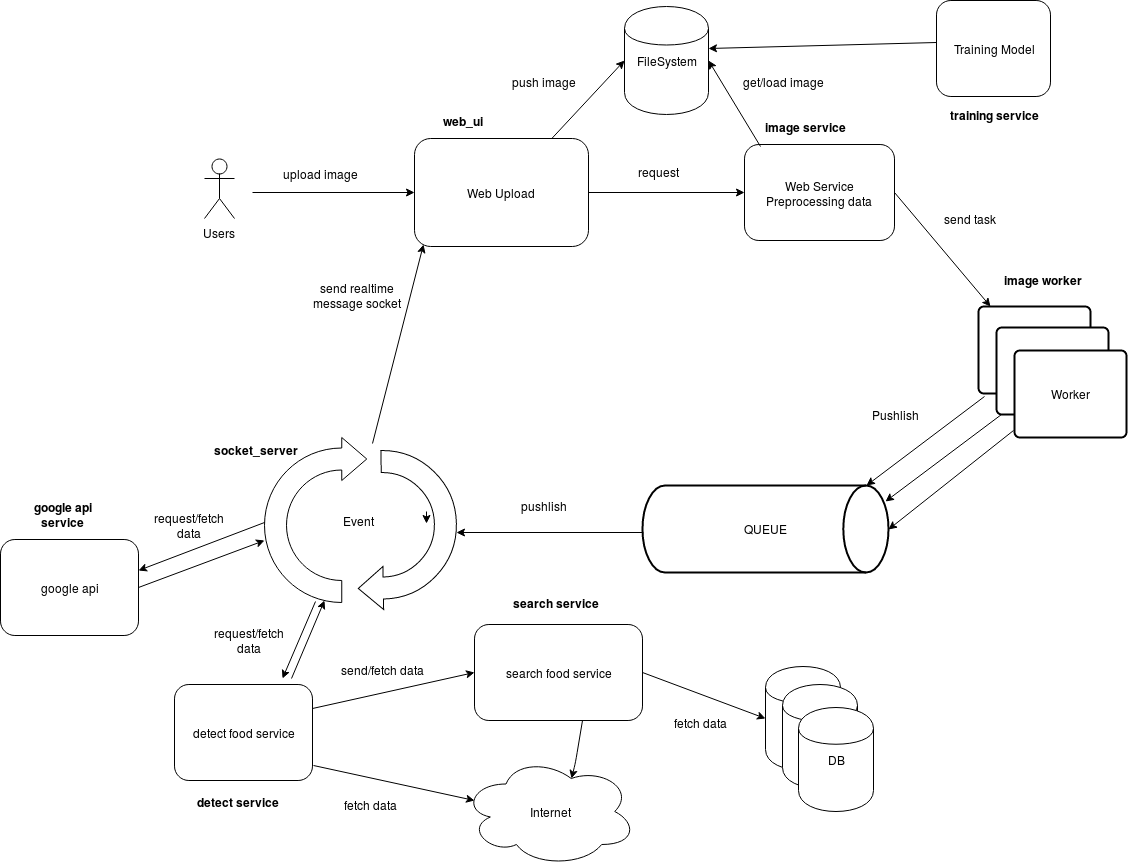 FileSystem
Training Model
training service
push image
get/load image
web_ui
image service
Users
upload image
Web Upload
request
Web Service
Preprocessing data
send task
image worker
Worker
send realtime
message socket
Pushlish
socket_server
Event
pushlish
QUEUE
google api
service
request/fetch
data
google api
request/fetch
data
search service
search food service
send/fetch data
detect food service
detect service
fetch data
DB
fetch data
Internet